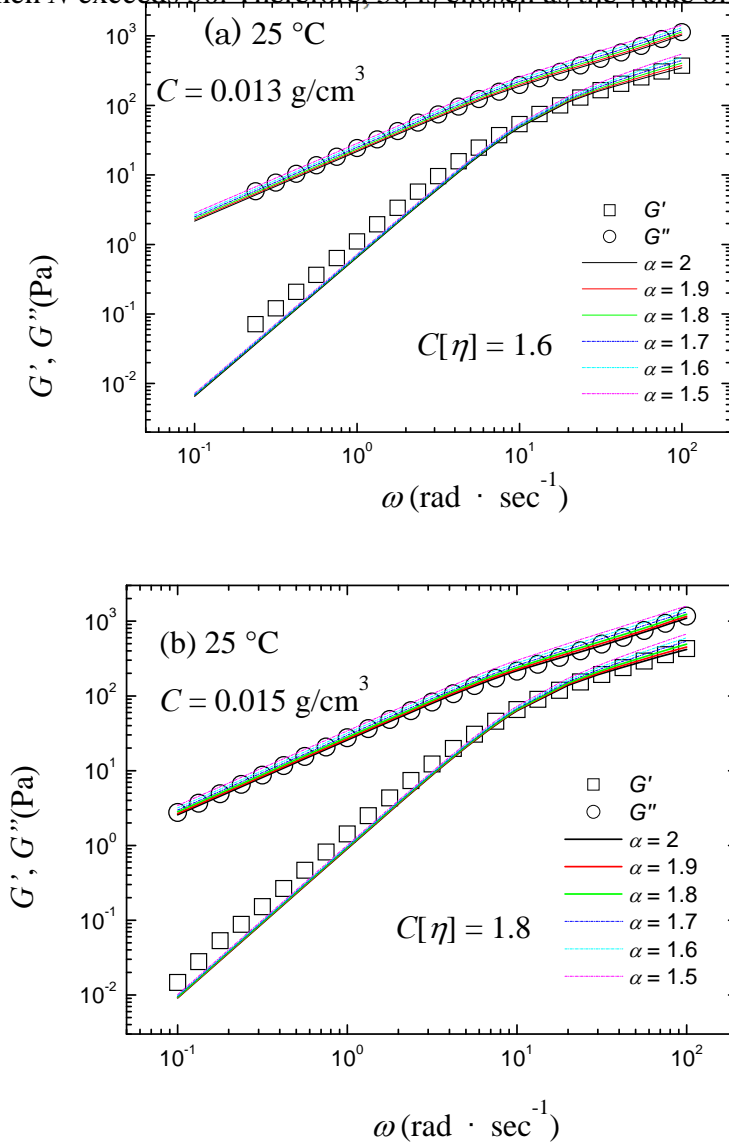 (a) 25 °C
C = 0.013 g/cm³
10³
10²
10¹
10⁰
10⁻¹
10⁻²
G', G''(Pa)
G'
G''
α = 2
α = 1.9
α = 1.8
α = 1.7
α = 1.6
α = 1.5
C[η] = 1.6
10⁻¹ 10⁰ 10¹ 10²
ω (rad · sec⁻¹)
(b) 25 °C
C = 0.015 g/cm³
10³
10²
10¹
10⁰
10⁻¹
10⁻²
G', G''(Pa)
G'
G''
α = 2
α = 1.9
α = 1.8
α = 1.7
α = 1.6
α = 1.5
C[η] = 1.8
10⁻¹ 10⁰ 10¹ 10²
ω (rad · sec⁻¹)